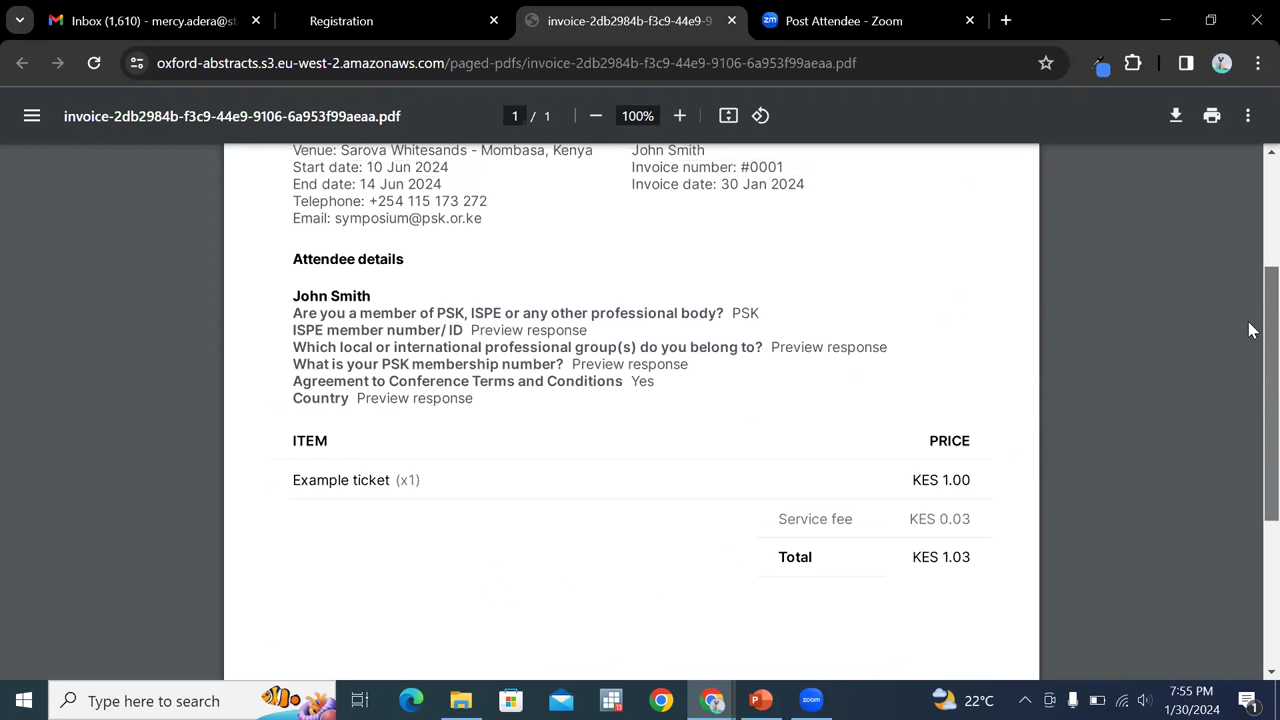 Inbox (1,610) - mercy.adera@st
Registration
invoice-2db2984b-f3c9-44e9-9
zm Post Attendee - Zoom
oxford-abstracts.s3.eu-west-2.amazonaws.com/paged-pdfs/invoice-2db2984b-f3c9-44e9-9106-6a953f99aeaa.pdf
invoice-2db2984b-f3c9-44e9-9106-6a953f99aeaa.pdf
1 / 1
100%
Venue: Sarova Whitesands - Mombasa, Kenya
Start date: 10 Jun 2024
End date: 14 Jun 2024
Telephone: +254 115 173 272
Email: symposium@psk.or.ke
John Smith
Invoice number: #0001
Invoice date: 30 Jan 2024
Attendee details
John Smith
Are you a member of PSK, ISPE or any other professional body? PSK
ISPE member number/ ID Preview response
Which local or international professional group(s) do you belong to? Preview response
What is your PSK membership number? Preview response
Agreement to Conference Terms and Conditions Yes
Country Preview response
ITEM PRICE
Example ticket (x1) KES 1.00
Service fee KES 0.03
Total KES 1.03
Type here to search
zoom
22°C
7:55 PM
1/30/2024
1